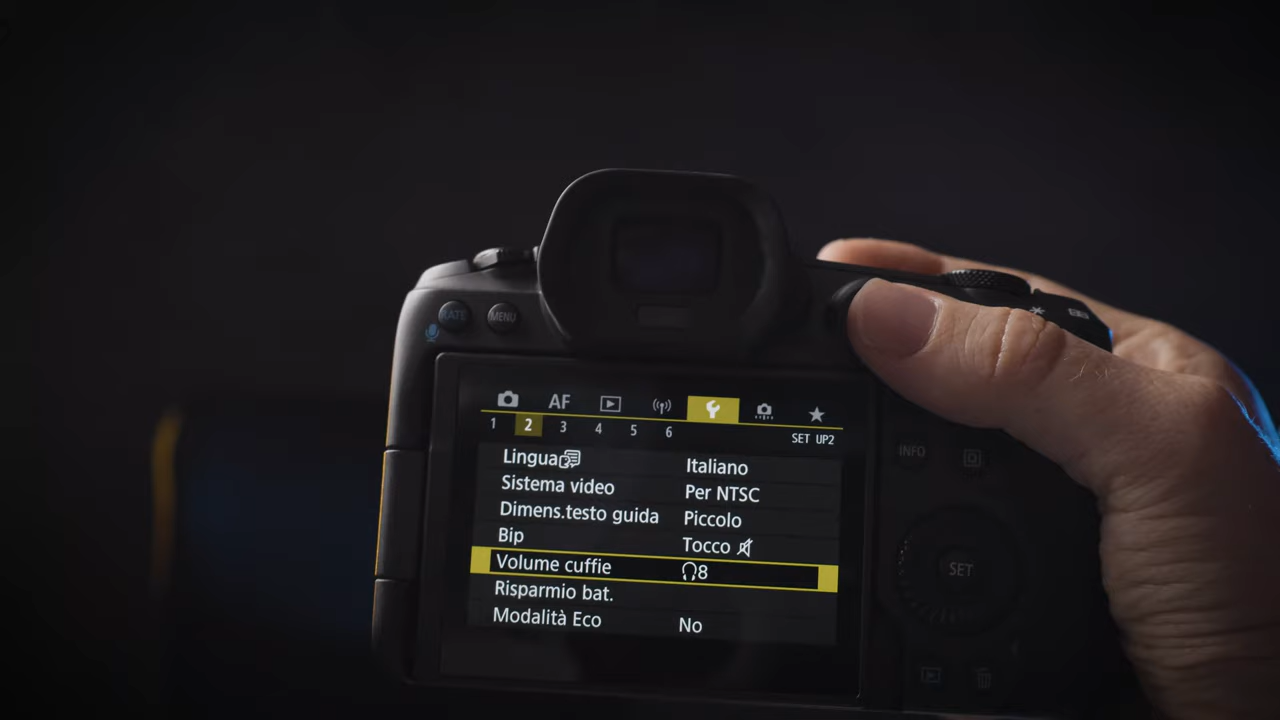 RATE MENU
AF
1 2 3 4 5 6
SET UP2
Lingua Italiano
Sistema video Per NTSC
Dimens.testo guida Piccolo
Bip Tocco
Volume cuffie 8
Risparmio bat.
Modalità Eco No
INFO
SET